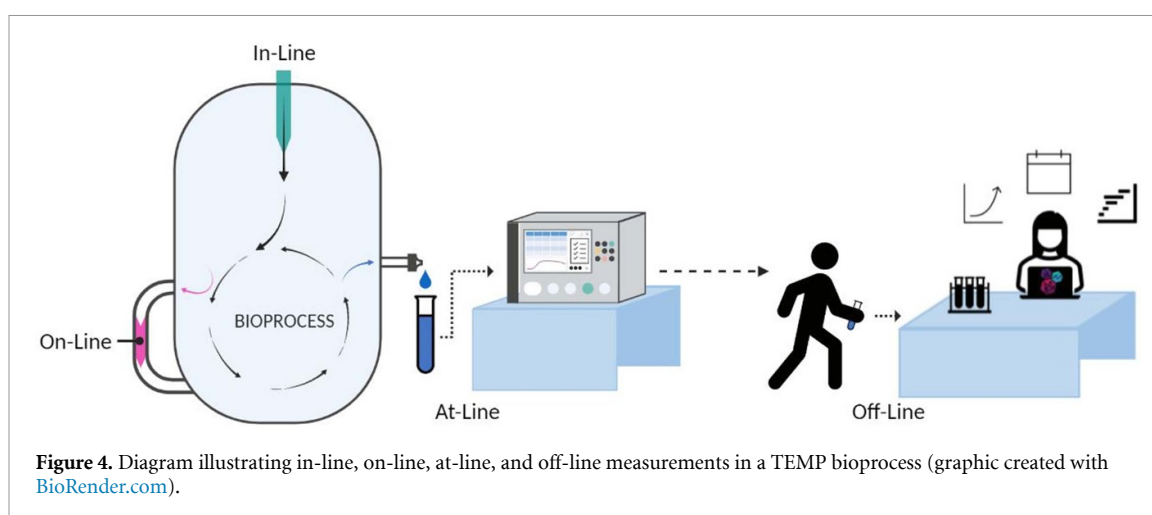 In-Line
BIOPROCESS
On-Line
At-Line
Off-Line
Figure 4. Diagram illustrating in-line, on-line, at-line, and off-line measurements in a TEMP bioprocess (graphic created with
BioRender.com).